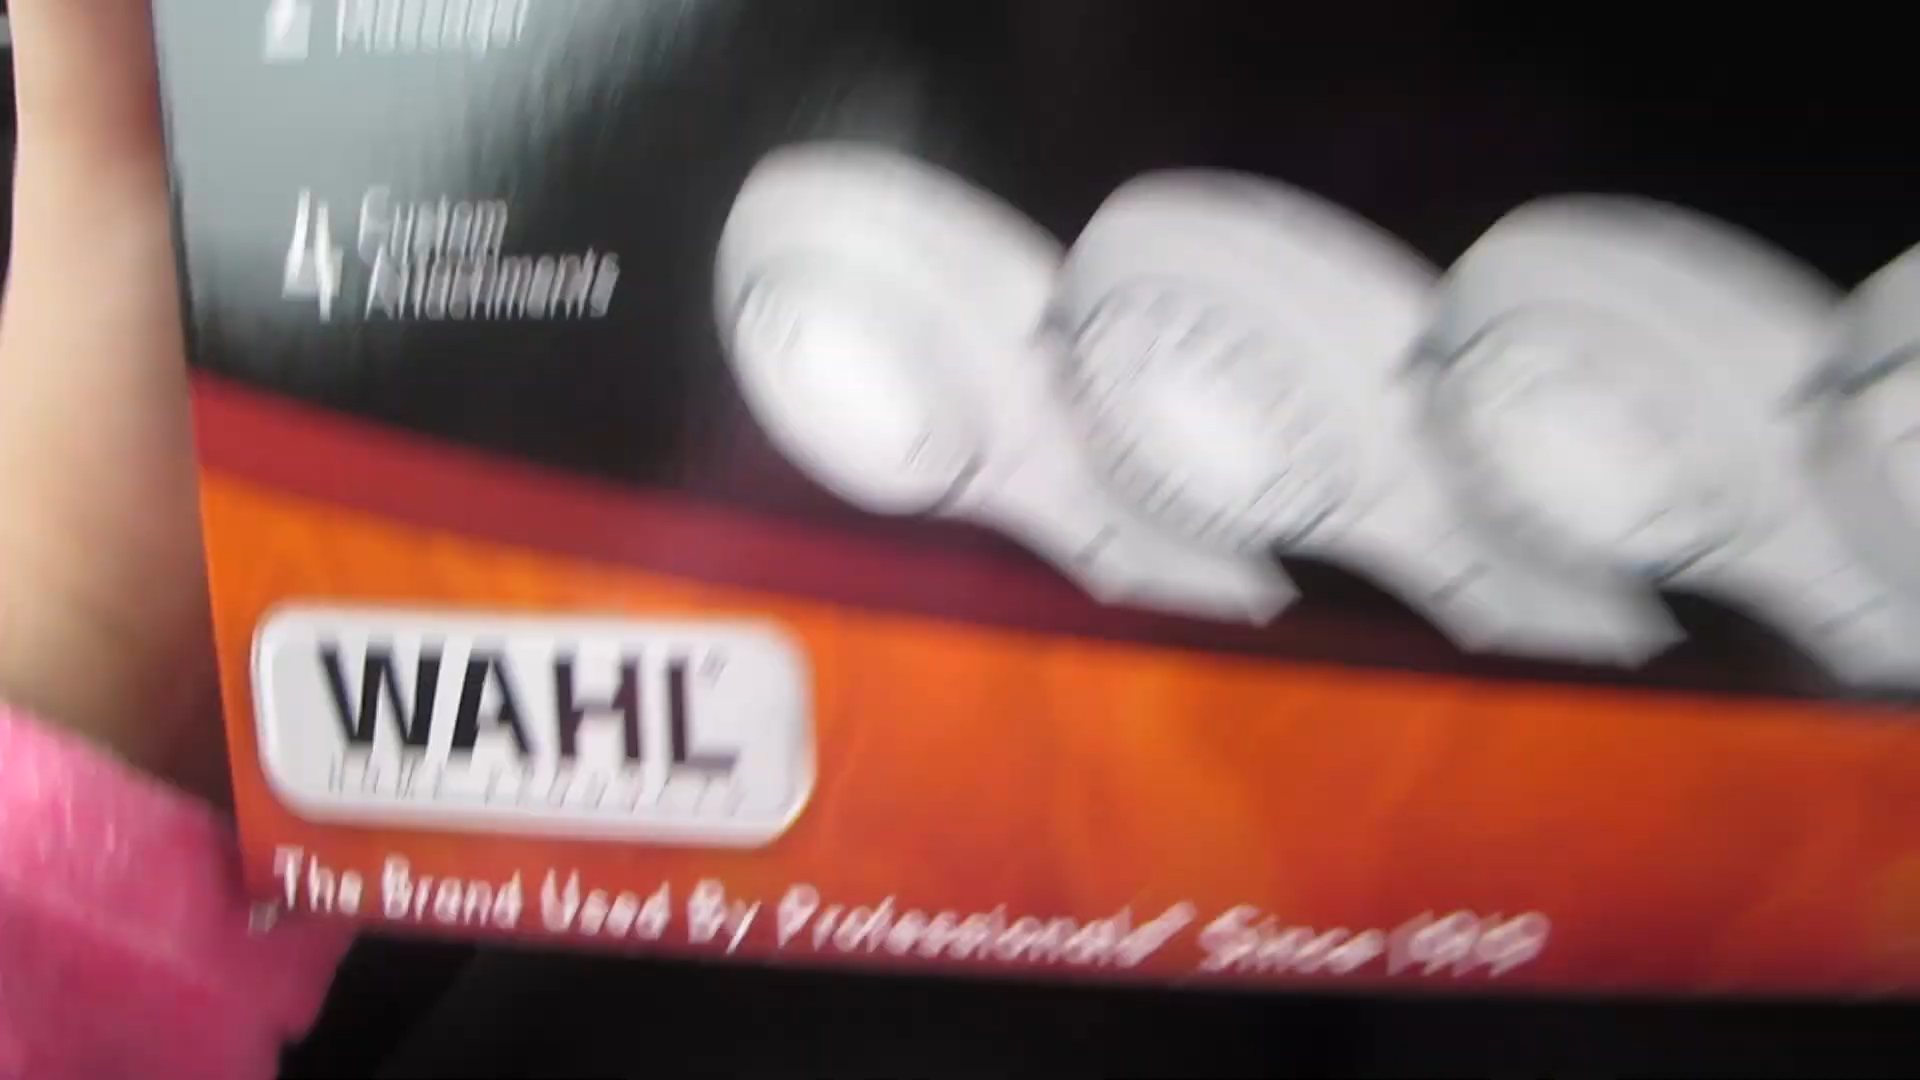 4 Custom
Attachments
WAHL
The Brand Used By Professionals Since 1919